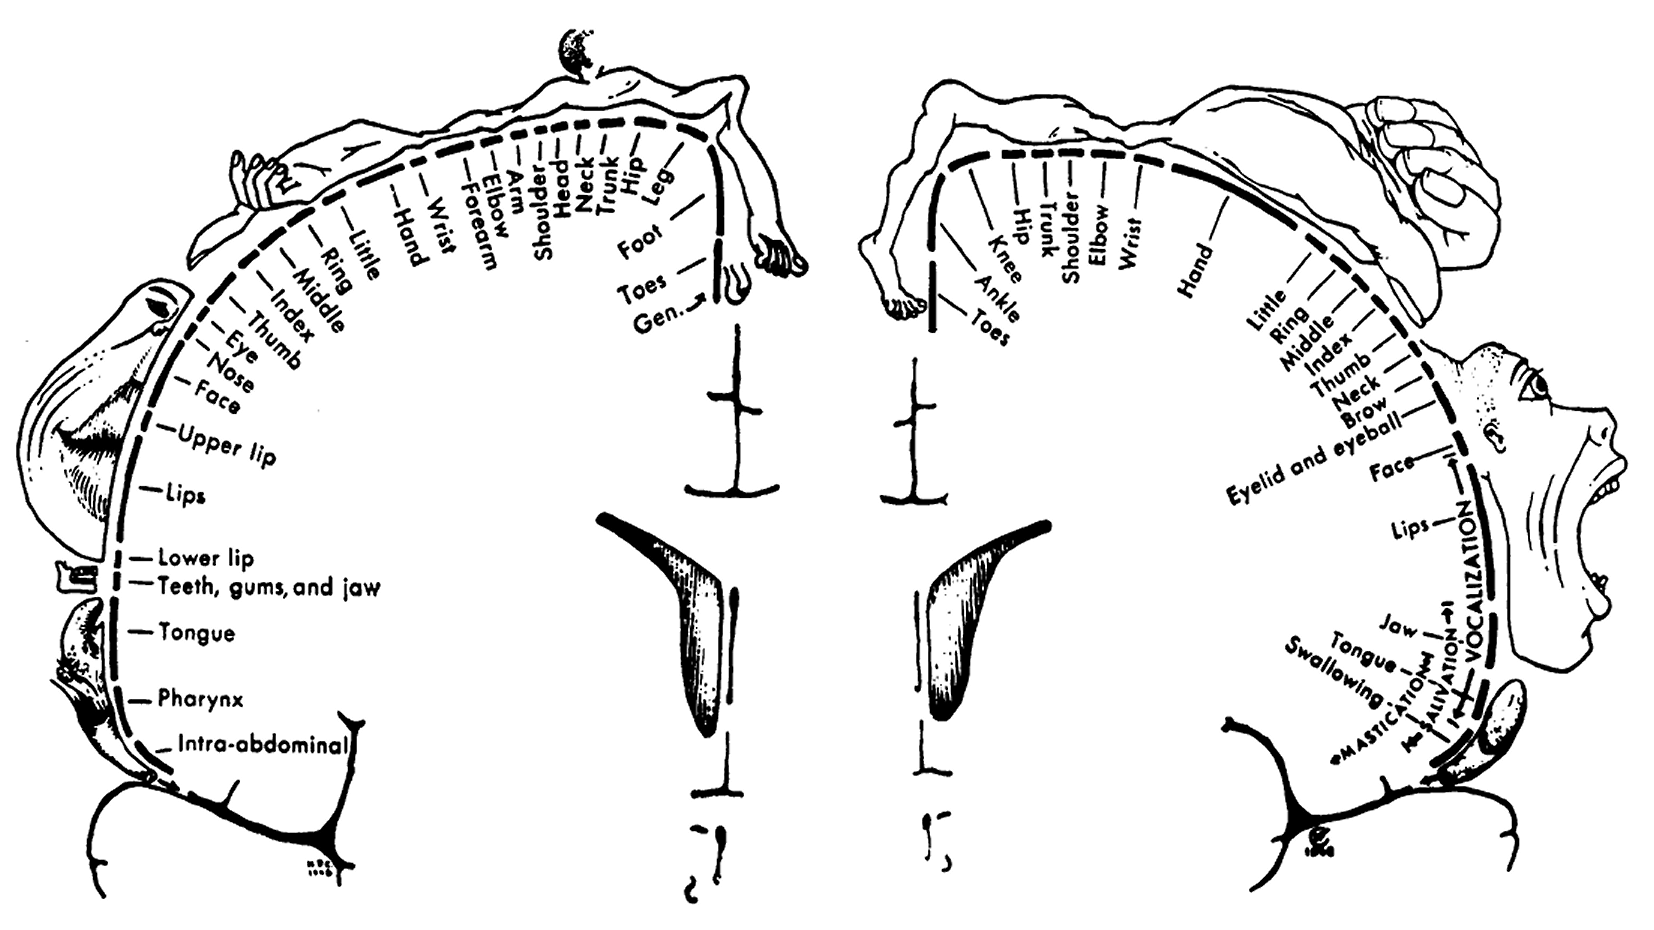 Gen.
Toes
Foot
Leg
Hip
Trunk
Neck
Head
Shoulder
Arm
Elbow
Forearm
Wrist
Hand
Little
Ring
Middle
Index
Thumb
Eye
Nose
Face
Upper lip
Lips
Lower lip
Teeth, gums, and jaw
Tongue
Pharynx
Intra-abdominal
Toes
Ankle
Knee
Hip
Trunk
Shoulder
Elbow
Wrist
Hand
Little
Ring
Middle
Index
Thumb
Neck
Brow
Eyelid and eyeball
Face
Lips
Jaw
Tongue
Swallowing
MASTICATION
SALIVATION
VOCALIZATION